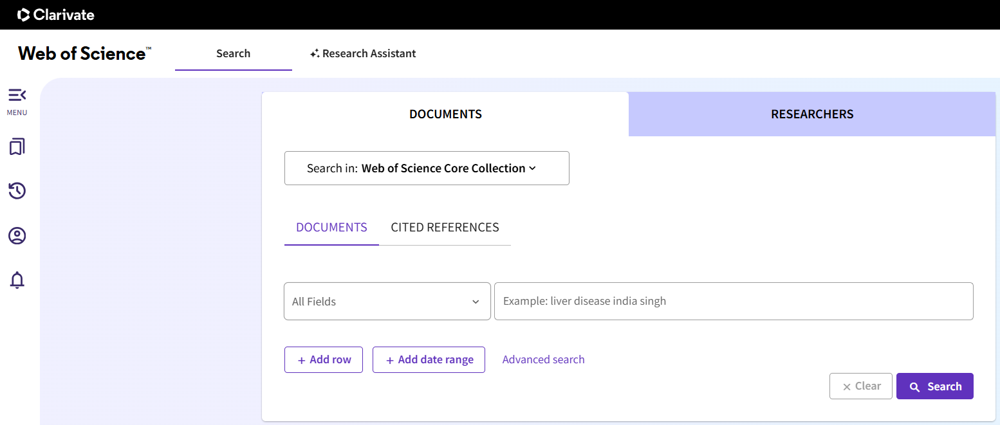 Clarivate
Web of Science™
Search
Research Assistant
MENU
DOCUMENTS
RESEARCHERS
Search in: Web of Science Core Collection
DOCUMENTS
CITED REFERENCES
All Fields
Example: liver disease india singh
+ Add row
+ Add date range
Advanced search
× Clear
Search